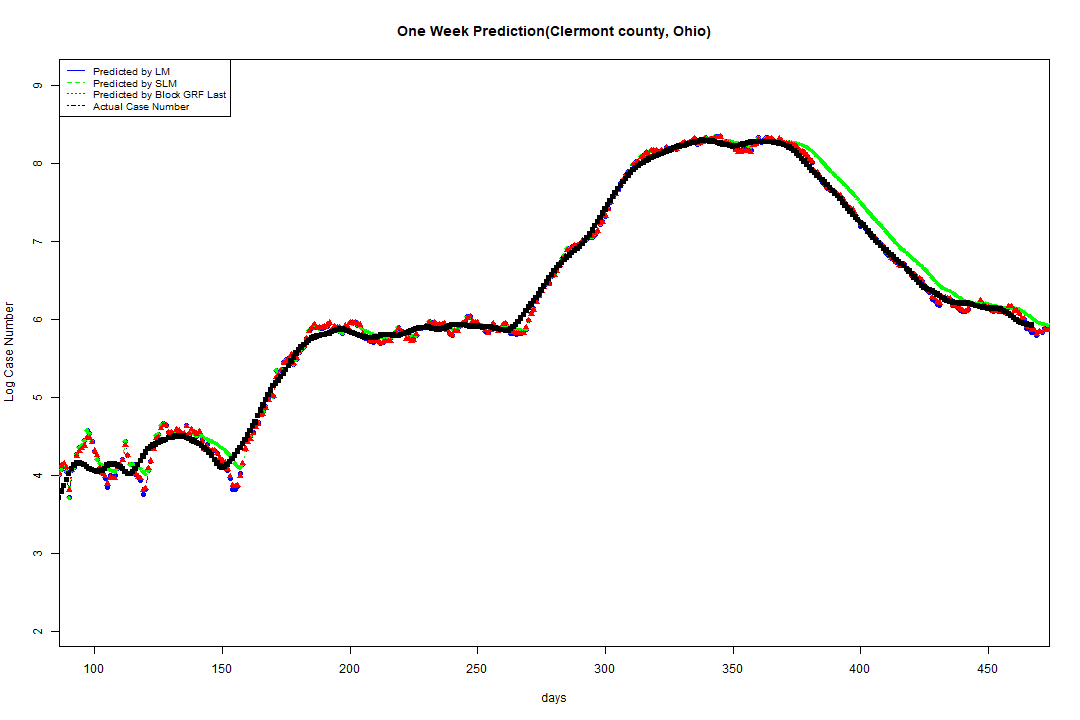 One Week Prediction(Clermont county, Ohio)
Predicted by LM
Predicted by SLM
Predicted by Block GRF Last
Actual Case Number
9
8
7
6
5
4
3
2
Log Case Number
100 150 200 250 300 350 400 450
days